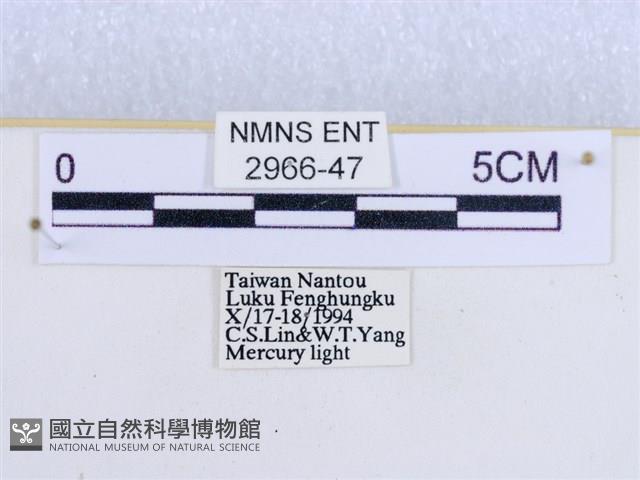 NMNS ENT
2966-47
0 5CM
Taiwan Nantou
Luku Fenghungku
X/17-18/1994
C.S.Lin&W.T.Yang
Mercury light
國立自然科學博物館
NATIONAL MUSEUM OF NATURAL SCIENCE